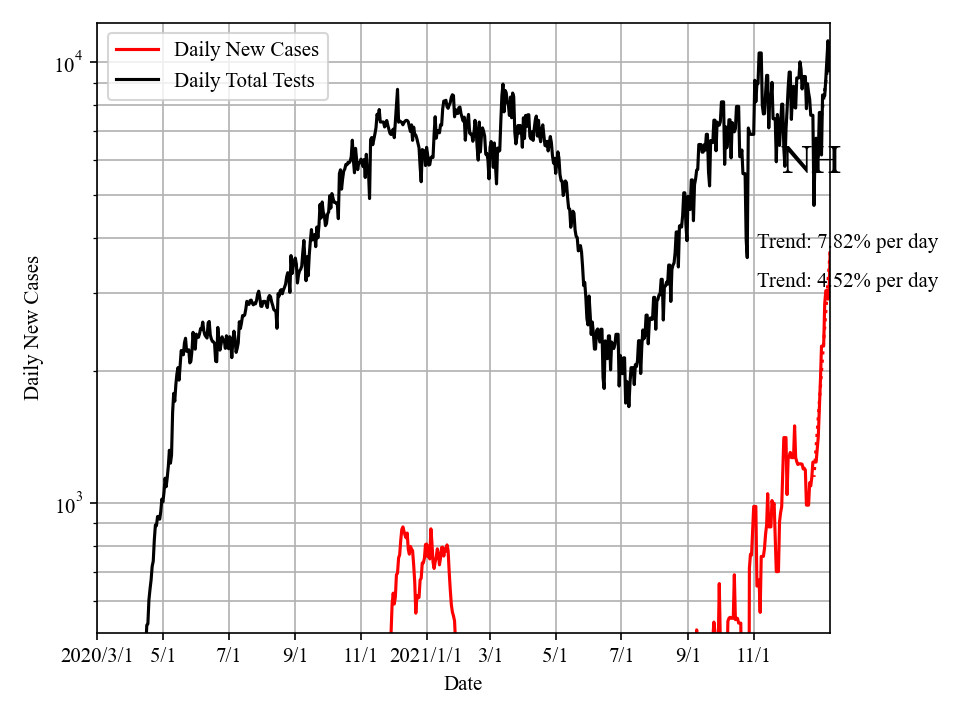 Daily New Cases
Daily Total Tests
10^4
NH
Trend: 7.82% per day
Trend: 4.52% per day
Daily New Cases
10^3
2020/3/1 5/1 7/1 9/1 11/1 2021/1/1 3/1 5/1 7/1 9/1 11/1
Date